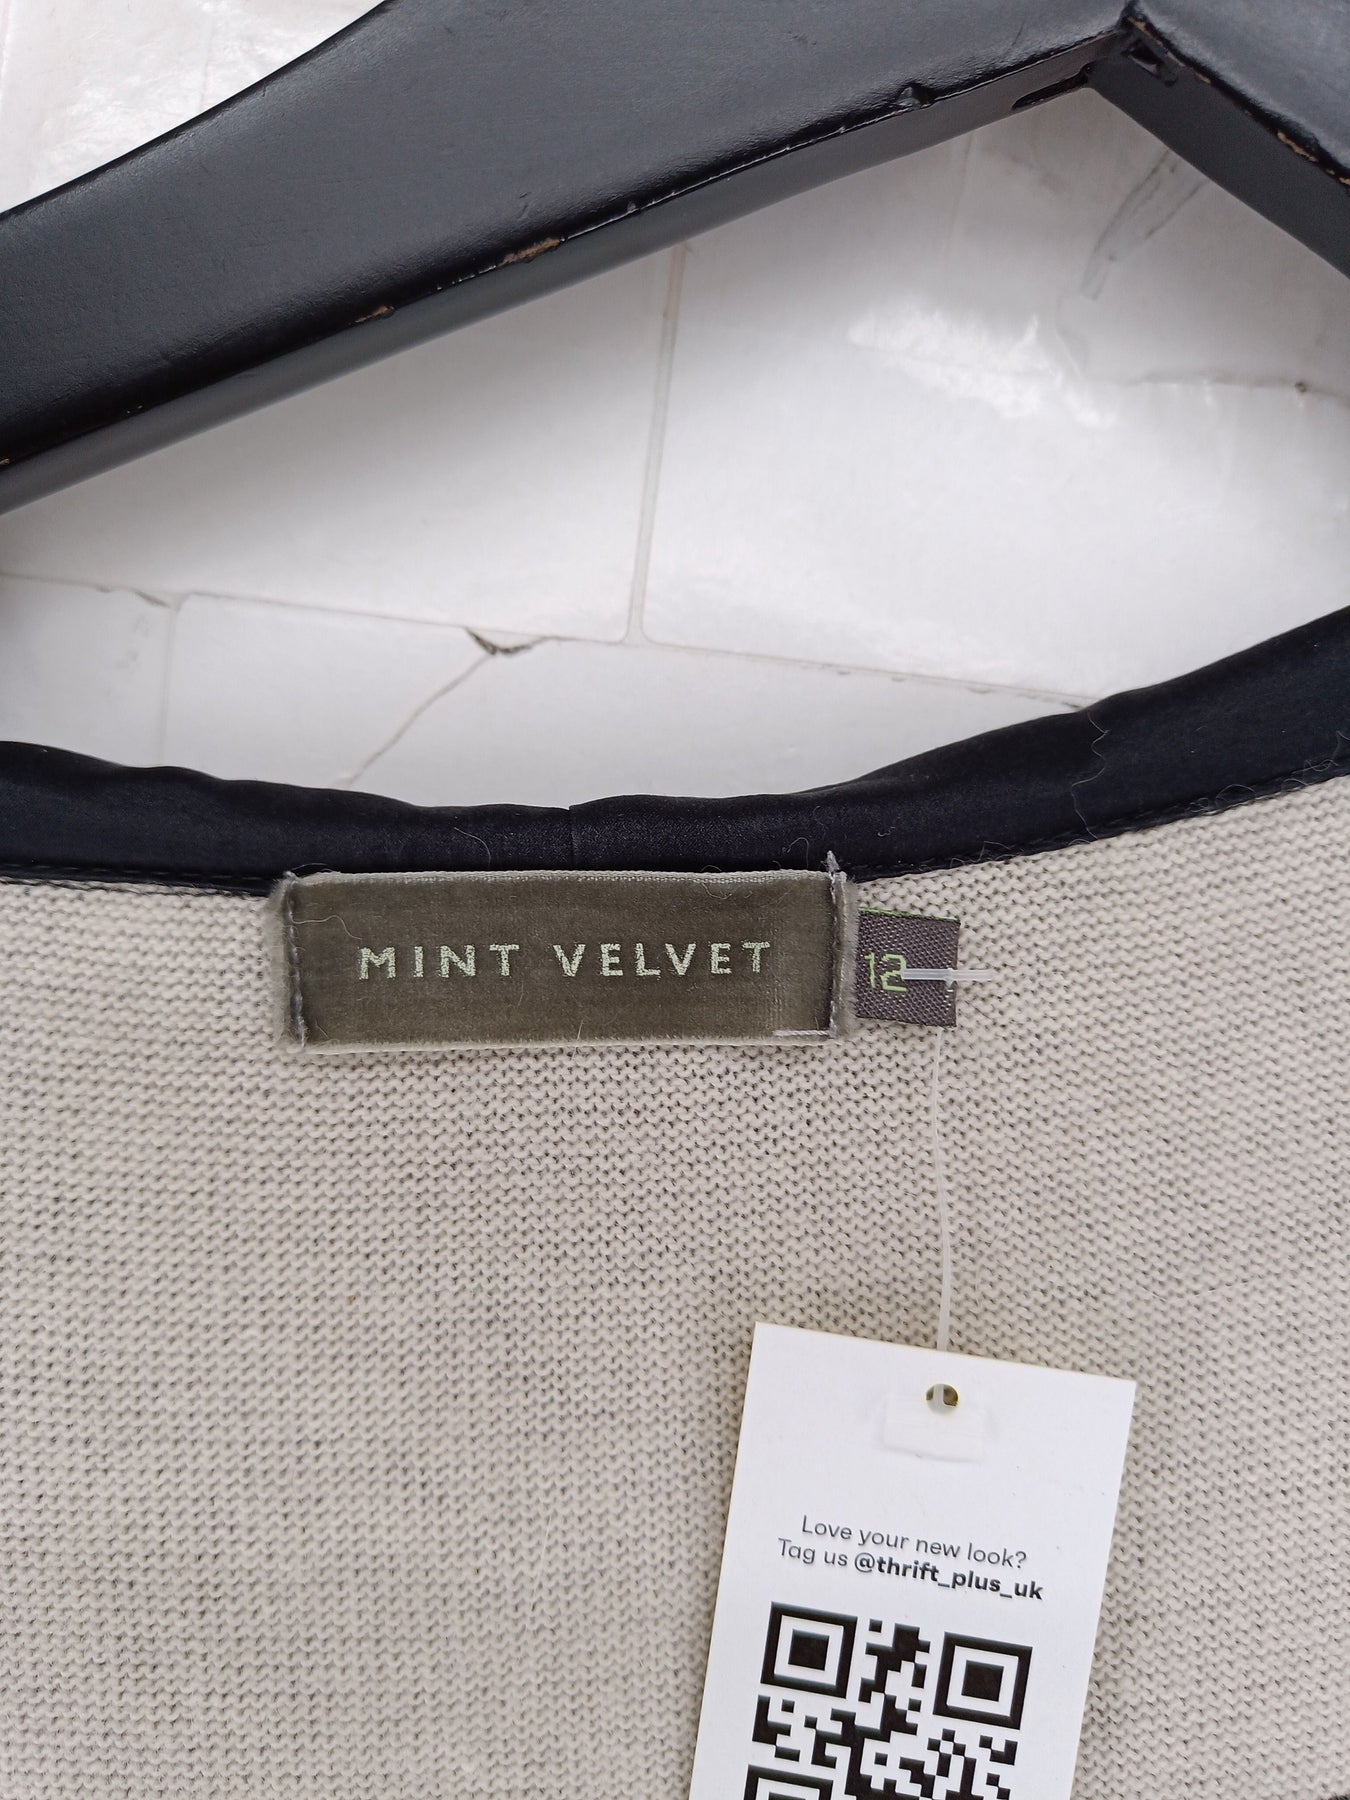 MINT VELVET
12
Love your new look?
Tag us @thrift_plus_uk